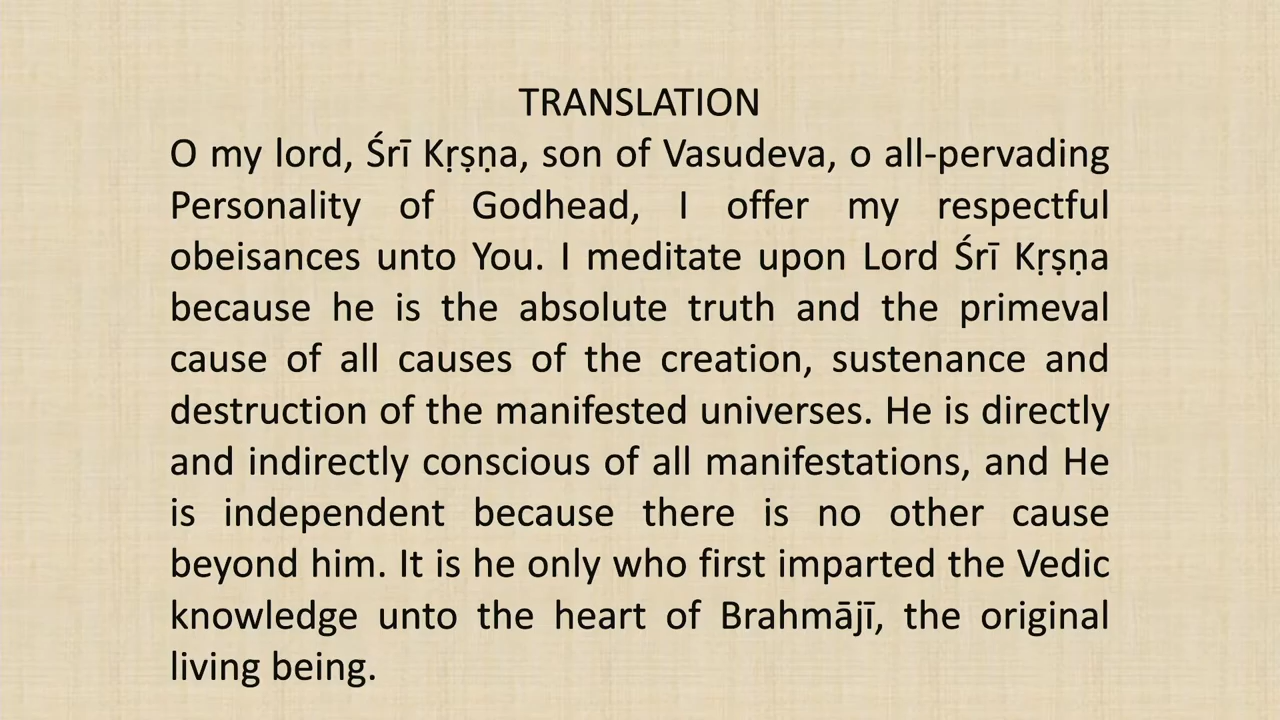 TRANSLATION
O my lord, Śrī Kṛṣṇa, son of Vasudeva, o all-pervading
Personality of Godhead, I offer my respectful
obeisances unto You. I meditate upon Lord Śrī Kṛṣṇa
because he is the absolute truth and the primeval
cause of all causes of the creation, sustenance and
destruction of the manifested universes. He is directly
and indirectly conscious of all manifestations, and He
is independent because there is no other cause
beyond him. It is he only who first imparted the Vedic
knowledge unto the heart of Brahmājī, the original
living being.